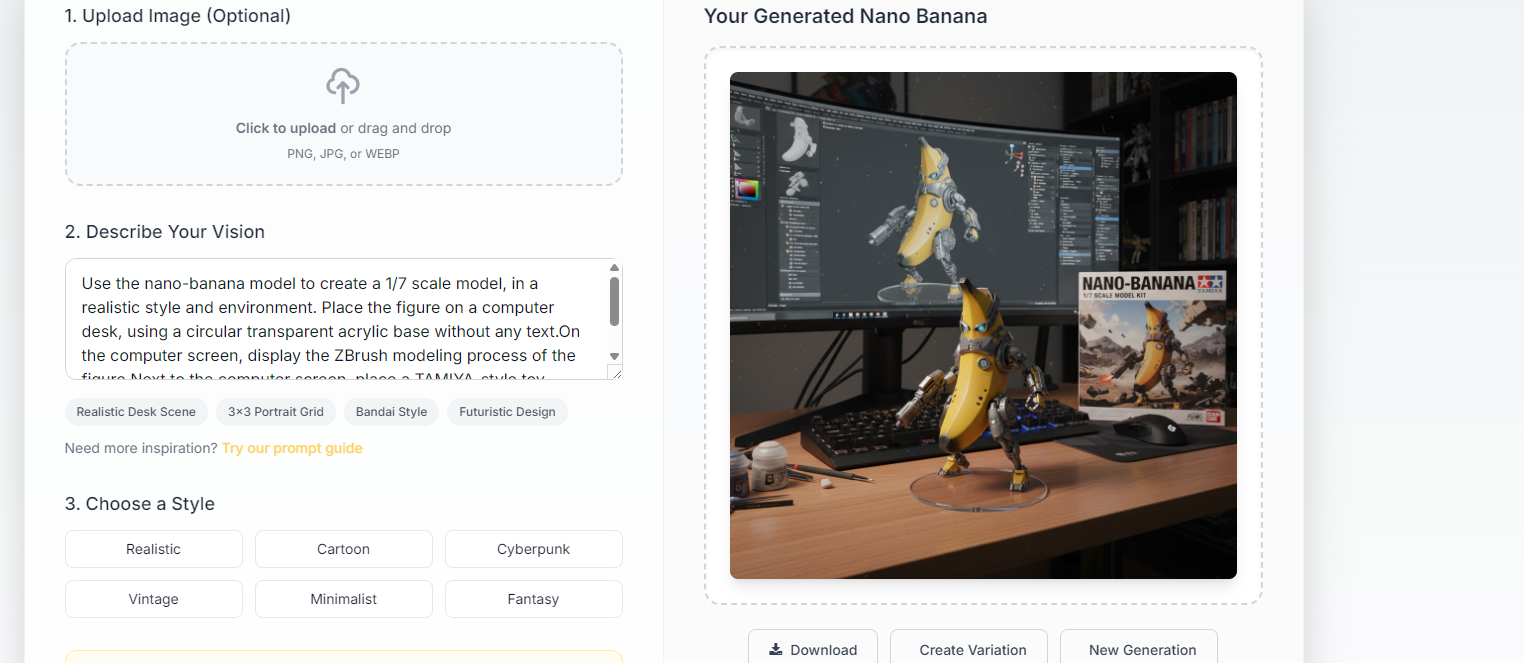 1. Upload Image (Optional)
Click to upload or drag and drop
PNG, JPG, or WEBP
2. Describe Your Vision
Use the nano-banana model to create a 1/7 scale model, in a
realistic style and environment. Place the figure on a computer
desk, using a circular transparent acrylic base without any text.On
the computer screen, display the ZBrush modeling process of the
figure.Next to the computer screen, place a TAMIYA-style toy
Realistic Desk Scene
3×3 Portrait Grid
Bandai Style
Futuristic Design
Need more inspiration? Try our prompt guide
3. Choose a Style
Realistic
Cartoon
Cyberpunk
Vintage
Minimalist
Fantasy
Your Generated Nano Banana
NANO-BANANA
TAMIYA
1/7 SCALE MODEL KIT
Download
Create Variation
New Generation